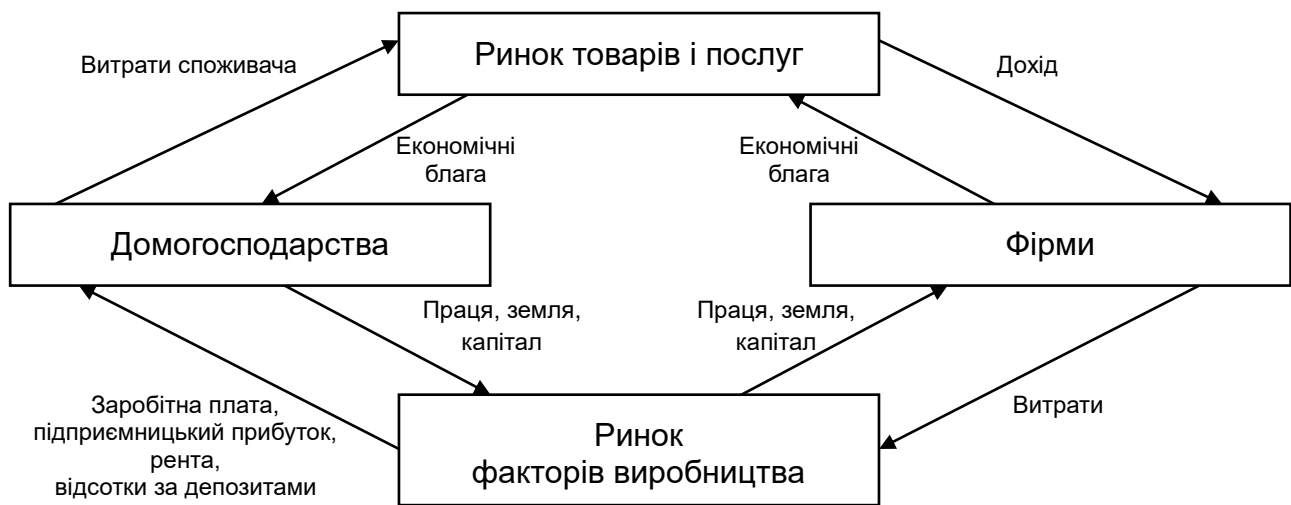 Ринок товарів і послуг
Витрати споживача
Дохід
Економічні
блага
Економічні
блага
Домогосподарства
Фірми
Праця, земля,
капітал
Праця, земля,
капітал
Заробітна плата,
підприємницький прибуток,
рента,
відсотки за депозитами
Витрати
Ринок
факторів виробництва